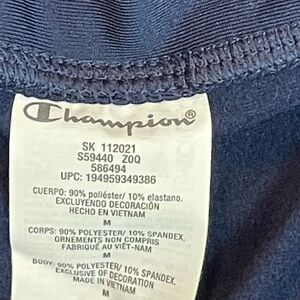 Champion®
SK 112021
S59440 Z0Q
586494
UPC: 194959349386
CUERPO: 90% poliéster/ 10% elastano.
EXCLUYENDO DECORACIÓN
HECHO EN VIETNAM
M
CORPS: 90% POLYESTER/ 10% SPANDEX.
ORNEMENTS NON COMPRIS
FABRIQUÉ AU VIÊT-NAM
M
BODY: 90% POLYESTER/ 10% SPANDEX.
EXCLUSIVE OF DECORATION
MADE IN VIETNAM
M